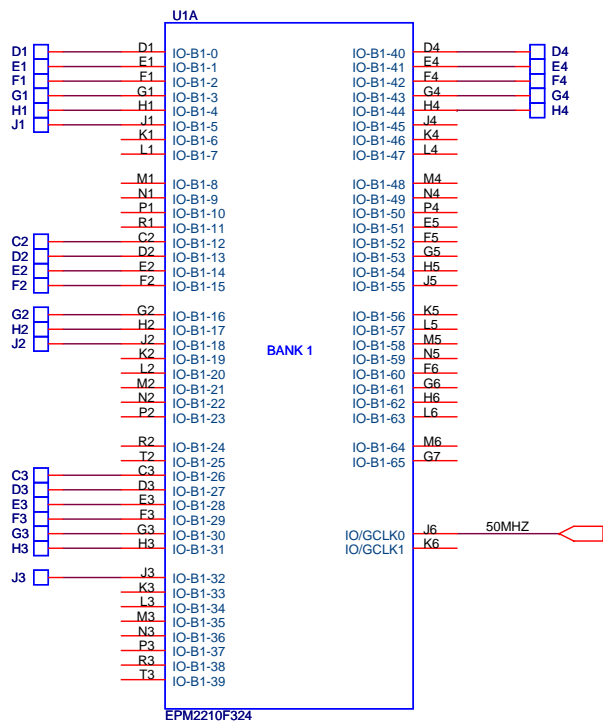 U1A
D1 D1 IO-B1-0 IO-B1-40 D4 D4
E1 E1 IO-B1-1 IO-B1-41 E4 E4
F1 F1 IO-B1-2 IO-B1-42 F4 F4
G1 G1 IO-B1-3 IO-B1-43 G4 G4
H1 H1 IO-B1-4 IO-B1-44 H4 H4
J1 J1 IO-B1-5 IO-B1-45 J4
K1 IO-B1-6 IO-B1-46 K4
L1 IO-B1-7 IO-B1-47 L4
M1 IO-B1-8 IO-B1-48 M4
N1 IO-B1-9 IO-B1-49 N4
P1 IO-B1-10 IO-B1-50 P4
R1 IO-B1-11 IO-B1-51 E5
C2 C2 IO-B1-12 IO-B1-52 F5
D2 D2 IO-B1-13 IO-B1-53 G5
E2 E2 IO-B1-14 IO-B1-54 H5
F2 F2 IO-B1-15 IO-B1-55 J5
G2 G2 IO-B1-16 IO-B1-56 K5
H2 H2 IO-B1-17 IO-B1-57 L5
J2 J2 IO-B1-18 IO-B1-58 M5
BANK 1
K2 IO-B1-19 IO-B1-59 N5
L2 IO-B1-20 IO-B1-60 F6
M2 IO-B1-21 IO-B1-61 G6
N2 IO-B1-22 IO-B1-62 H6
P2 IO-B1-23 IO-B1-63 L6
R2 IO-B1-24 IO-B1-64 M6
T2 IO-B1-25 IO-B1-65 G7
C3 C3 IO-B1-26
D3 D3 IO-B1-27
E3 E3 IO-B1-28
F3 F3 IO-B1-29
G3 G3 IO-B1-30 IO/GCLK0 J6 50MHZ
H3 H3 IO-B1-31 IO/GCLK1 K6
J3 J3 IO-B1-32
K3 IO-B1-33
L3 IO-B1-34
M3 IO-B1-35
N3 IO-B1-36
P3 IO-B1-37
R3 IO-B1-38
T3 IO-B1-39
EPM2210F324